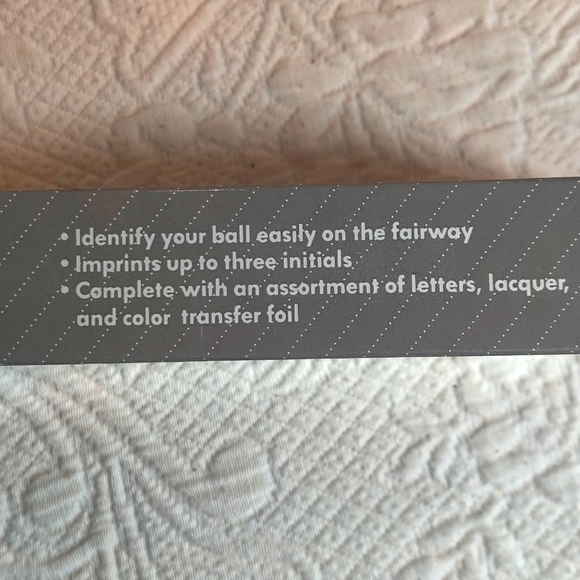 • Identify your ball easily on the fairway
• Imprints up to three initials
• Complete with an assortment of letters, lacquer,
and color transfer foil